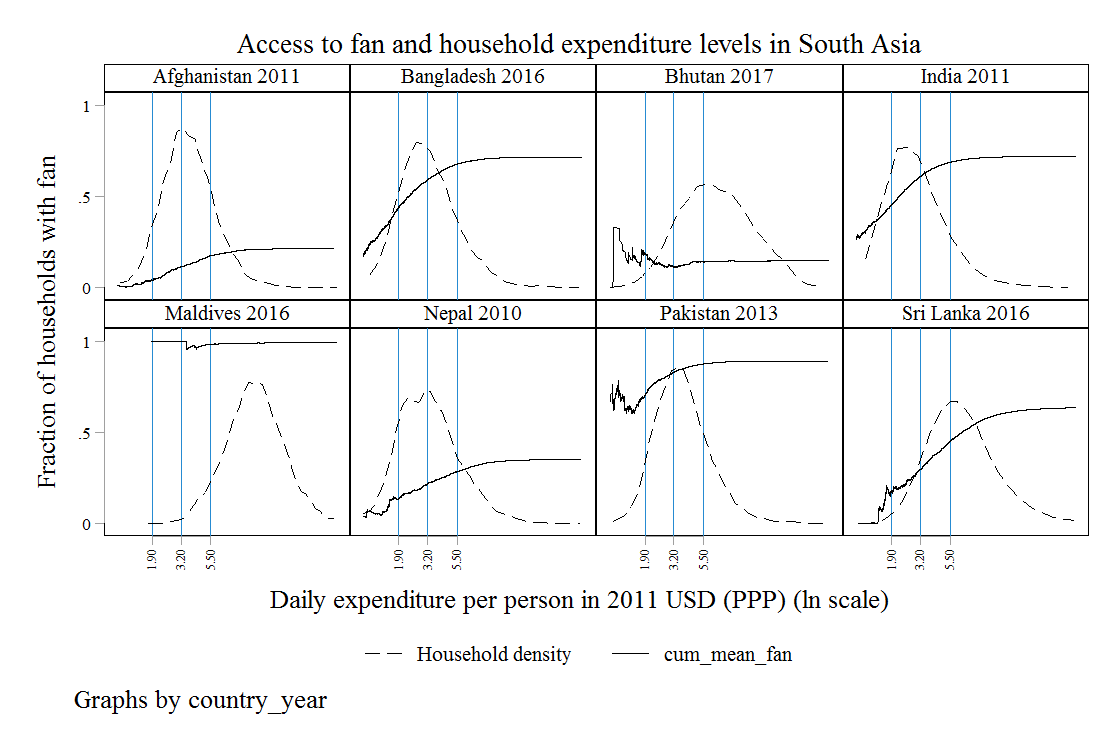 Access to fan and household expenditure levels in South Asia
Afghanistan 2011 Bangladesh 2016 Bhutan 2017 India 2011
Maldives 2016 Nepal 2010 Pakistan 2013 Sri Lanka 2016
Fraction of households with fan
1
.5
0
1
.5
0
1.90 3.20 5.50 1.90 3.20 5.50 1.90 3.20 5.50 1.90 3.20 5.50
Daily expenditure per person in 2011 USD (PPP) (ln scale)
Household density cum_mean_fan
Graphs by country_year